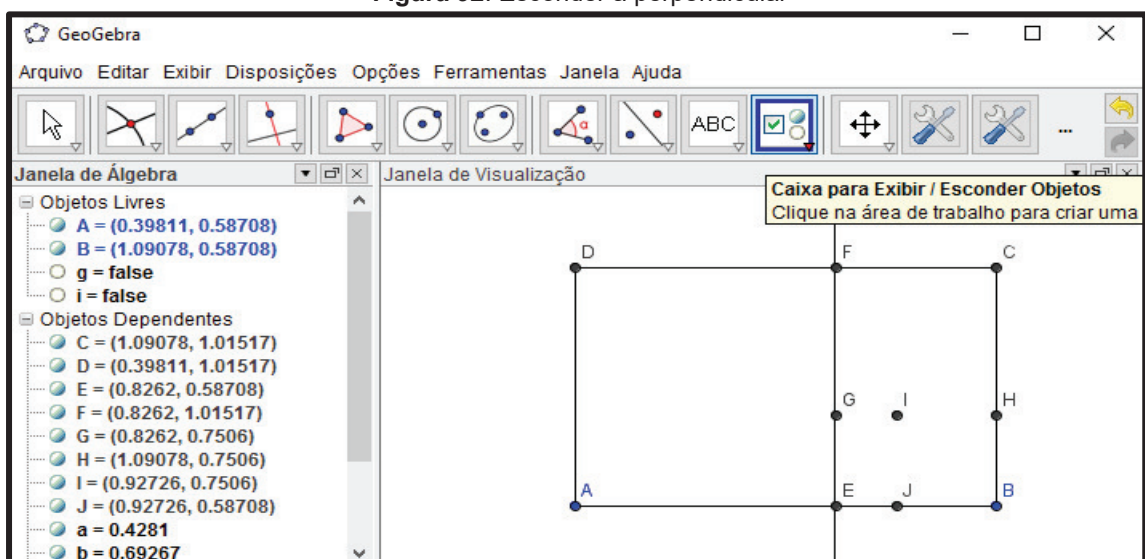 GeoGebra
Arquivo Editar Exibir Disposições Opções Ferramentas Janela Ajuda
α
ABC
...
Janela de Álgebra
Janela de Visualização
Caixa para Exibir / Esconder Objetos
Clique na área de trabalho para criar uma
Objetos Livres
A = (0.39811, 0.58708)
B = (1.09078, 0.58708)
g = false
i = false
Objetos Dependentes
C = (1.09078, 1.01517)
D = (0.39811, 1.01517)
E = (0.8262, 0.58708)
F = (0.8262, 1.01517)
G = (0.8262, 0.7506)
H = (1.09078, 0.7506)
I = (0.92726, 0.7506)
J = (0.92726, 0.58708)
a = 0.4281
b = 0.69267
D F C
G I H
A E J B